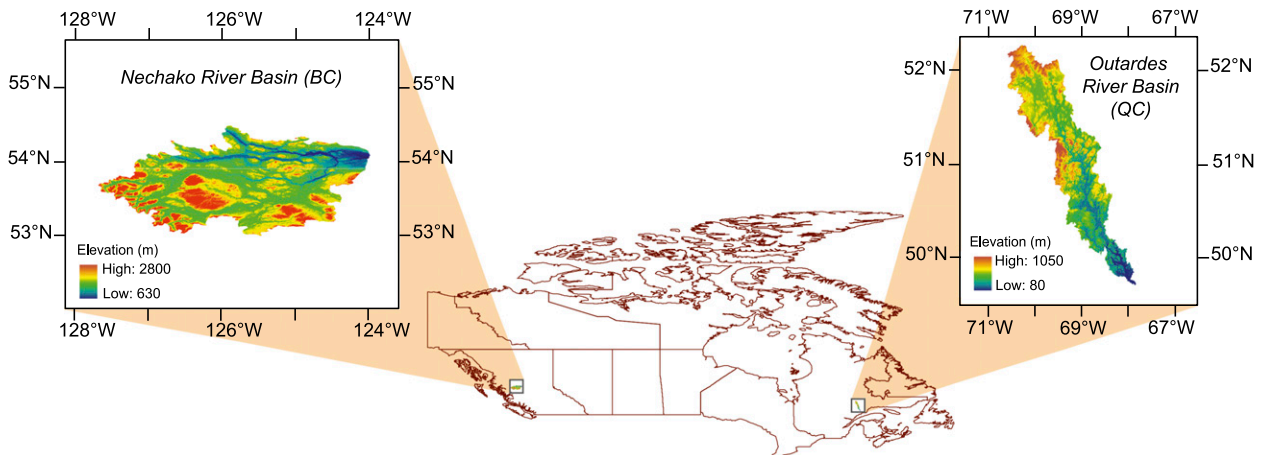 128°W 126°W 124°W
Nechako River Basin (BC)
55°N 55°N
54°N 54°N
53°N 53°N
Elevation (m)
High: 2800
Low: 630
128°W 126°W 124°W
71°W 69°W 67°W
Outardes
River Basin
(QC)
52°N 52°N
51°N 51°N
50°N 50°N
Elevation (m)
High: 1050
Low: 80
71°W 69°W 67°W